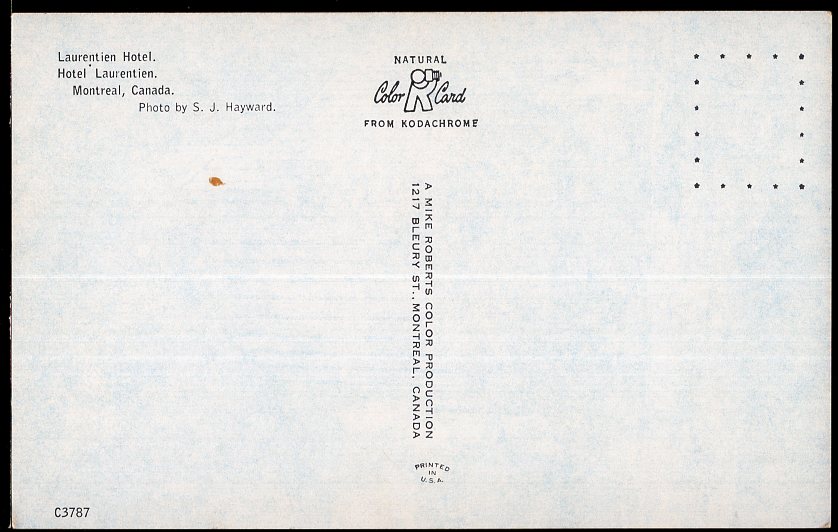 Laurentien Hotel.
Hotel Laurentien.
Montreal, Canada.
Photo by S. J. Hayward.
NATURAL
Color R Card
FROM KODACHROME
A MIKE ROBERTS COLOR PRODUCTION
1217 BLEURY ST., MONTREAL, CANADA
PRINTED
IN
U.S.A.
C3787